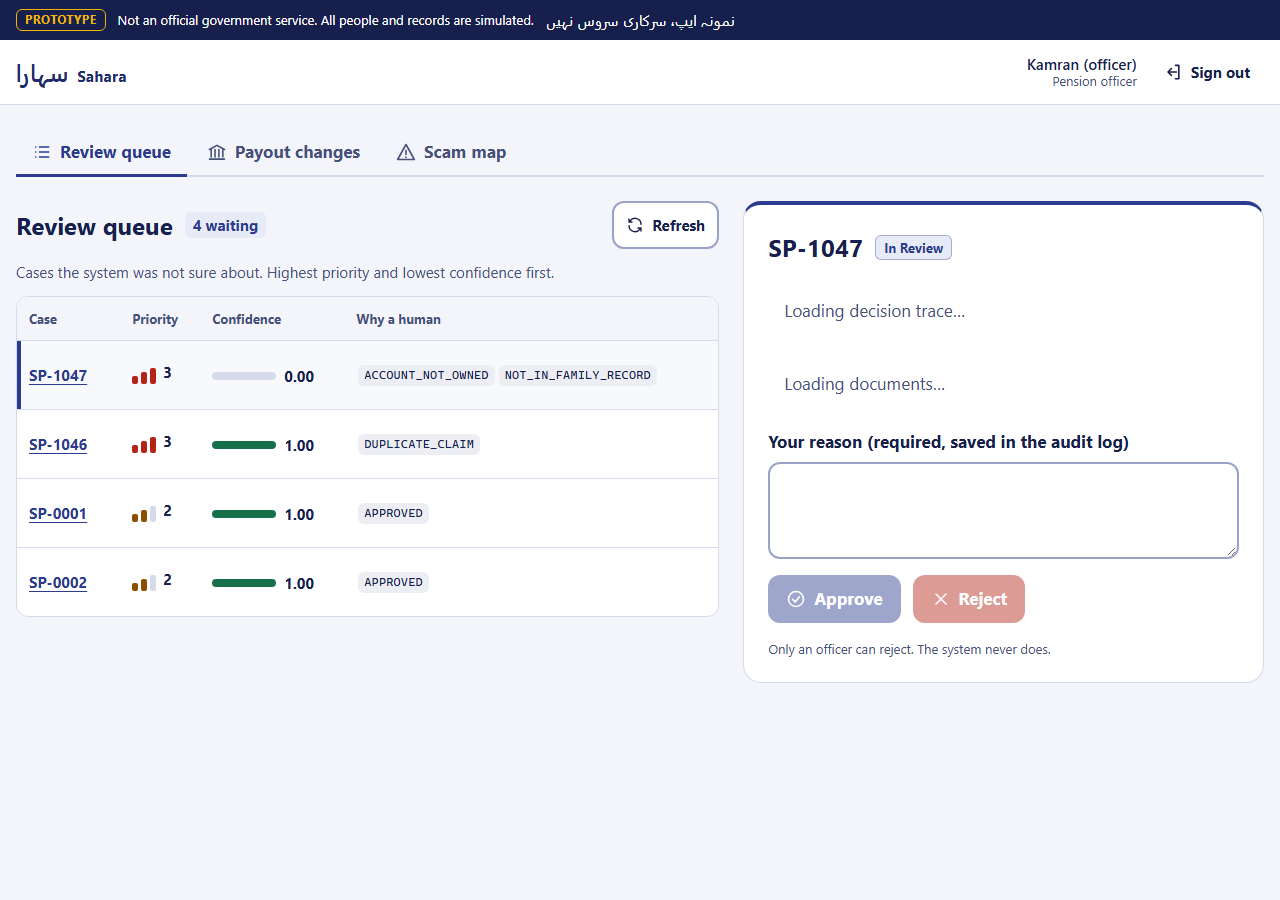 PROTOTYPE Not an official government service. All people and records are simulated. نمونہ ایپ، سرکاری سروس نہیں
سہارا Sahara
Kamran (officer)
Pension officer
Sign out
Review queue Payout changes Scam map
Review queue 4 waiting Refresh
Cases the system was not sure about. Highest priority and lowest confidence first.
Case Priority Confidence Why a human
SP-1047 3 0.00 ACCOUNT_NOT_OWNED NOT_IN_FAMILY_RECORD
SP-1046 3 1.00 DUPLICATE_CLAIM
SP-0001 2 1.00 APPROVED
SP-0002 2 1.00 APPROVED
SP-1047 In Review
Loading decision trace...
Loading documents...
Your reason (required, saved in the audit log)
Approve Reject
Only an officer can reject. The system never does.